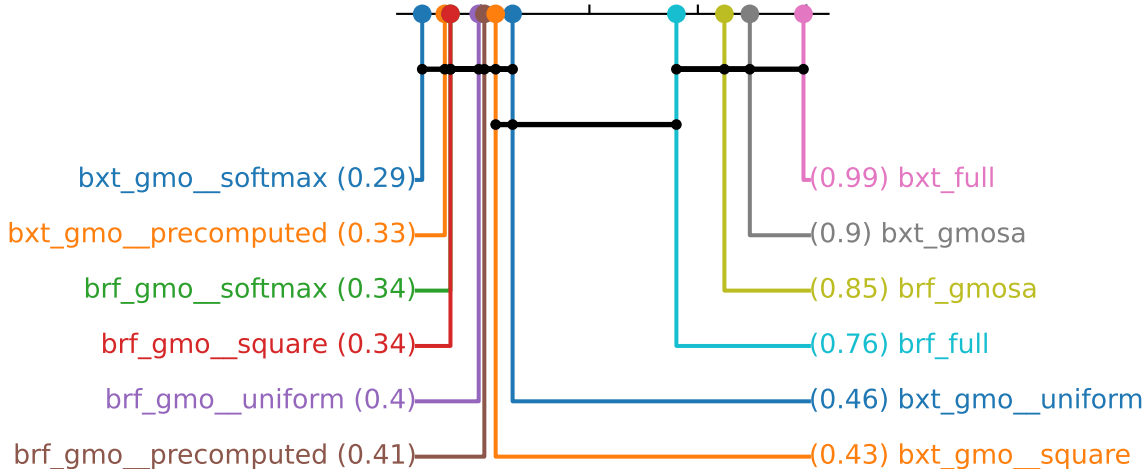 bxt_gmo__softmax (0.29)
(0.99) bxt_full
bxt_gmo__precomputed (0.33)
(0.9) bxt_gmosa
brf_gmo__softmax (0.34)
(0.85) brf_gmosa
brf_gmo__square (0.34)
(0.76) brf_full
brf_gmo__uniform (0.4)
(0.46) bxt_gmo__uniform
brf_gmo__precomputed (0.41)
(0.43) bxt_gmo__square